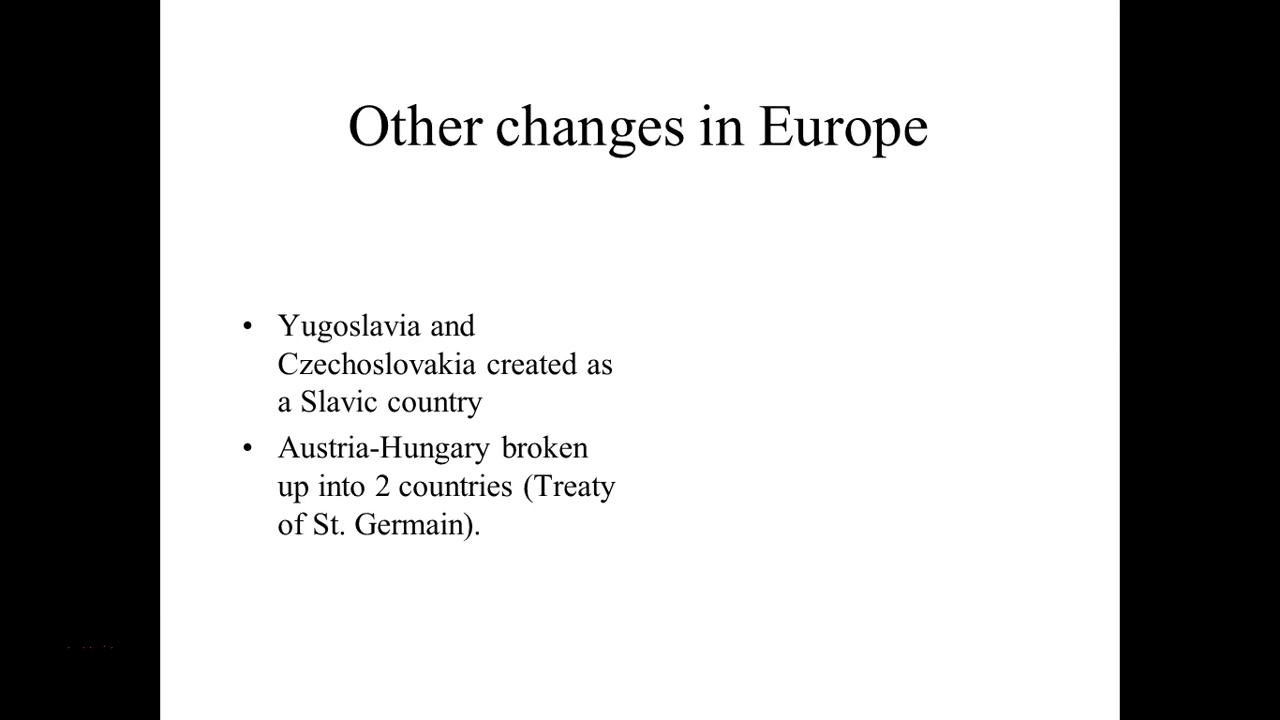 Other changes in Europe
• Yugoslavia and
Czechoslovakia created as
a Slavic country
• Austria-Hungary broken
up into 2 countries (Treaty
of St. Germain).